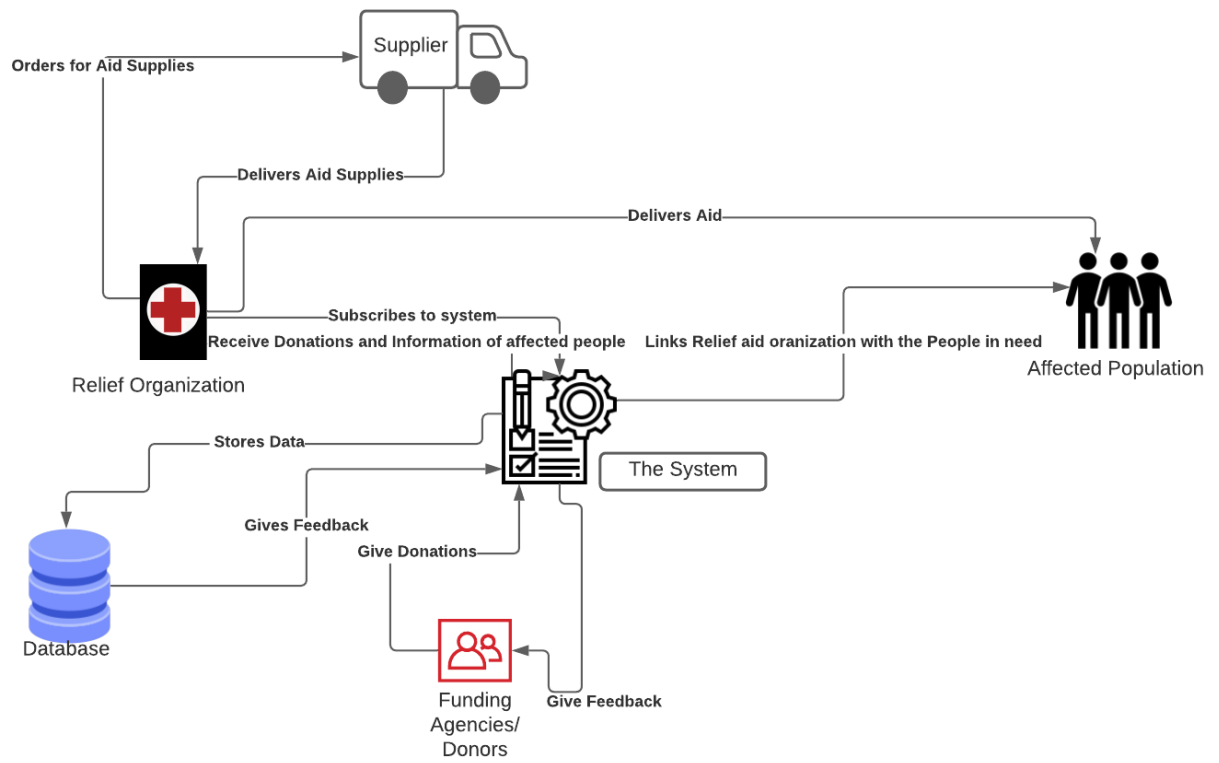 Supplier
Orders for Aid Supplies
Delivers Aid Supplies
Delivers Aid
Subscribes to system
Receive Donations and Information of affected people
Links Relief aid oranization with the People in need
Affected Population
Relief Organization
Stores Data
The System
Gives Feedback
Give Donations
Database
Funding
Agencies/
Donors
Give Feedback